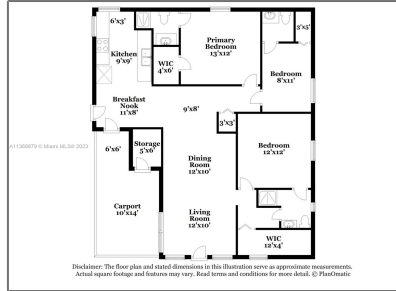 6'x3'
3'x5'
Kitchen
9'x9'
Primary
Bedroom
13'x12'
WIC
4'x6'
Bedroom
8'x11'
Breakfast
Nook
11'x8'
9'x8'
3'x3'
A11386879 © Miami MLS® 2023
6'x6'
Storage
5'x6'
Bedroom
12'x12'
Dining
Room
12'x10'
Carport
10'x14'
Living
Room
12'x10'
WIC
12'x4'
Disclaimer: The floor plan and stated dimensions in this illustration serve as approximate measurements.
Actual square footage and features may vary. Read terms and conditions for more detail. © PlanOmatic